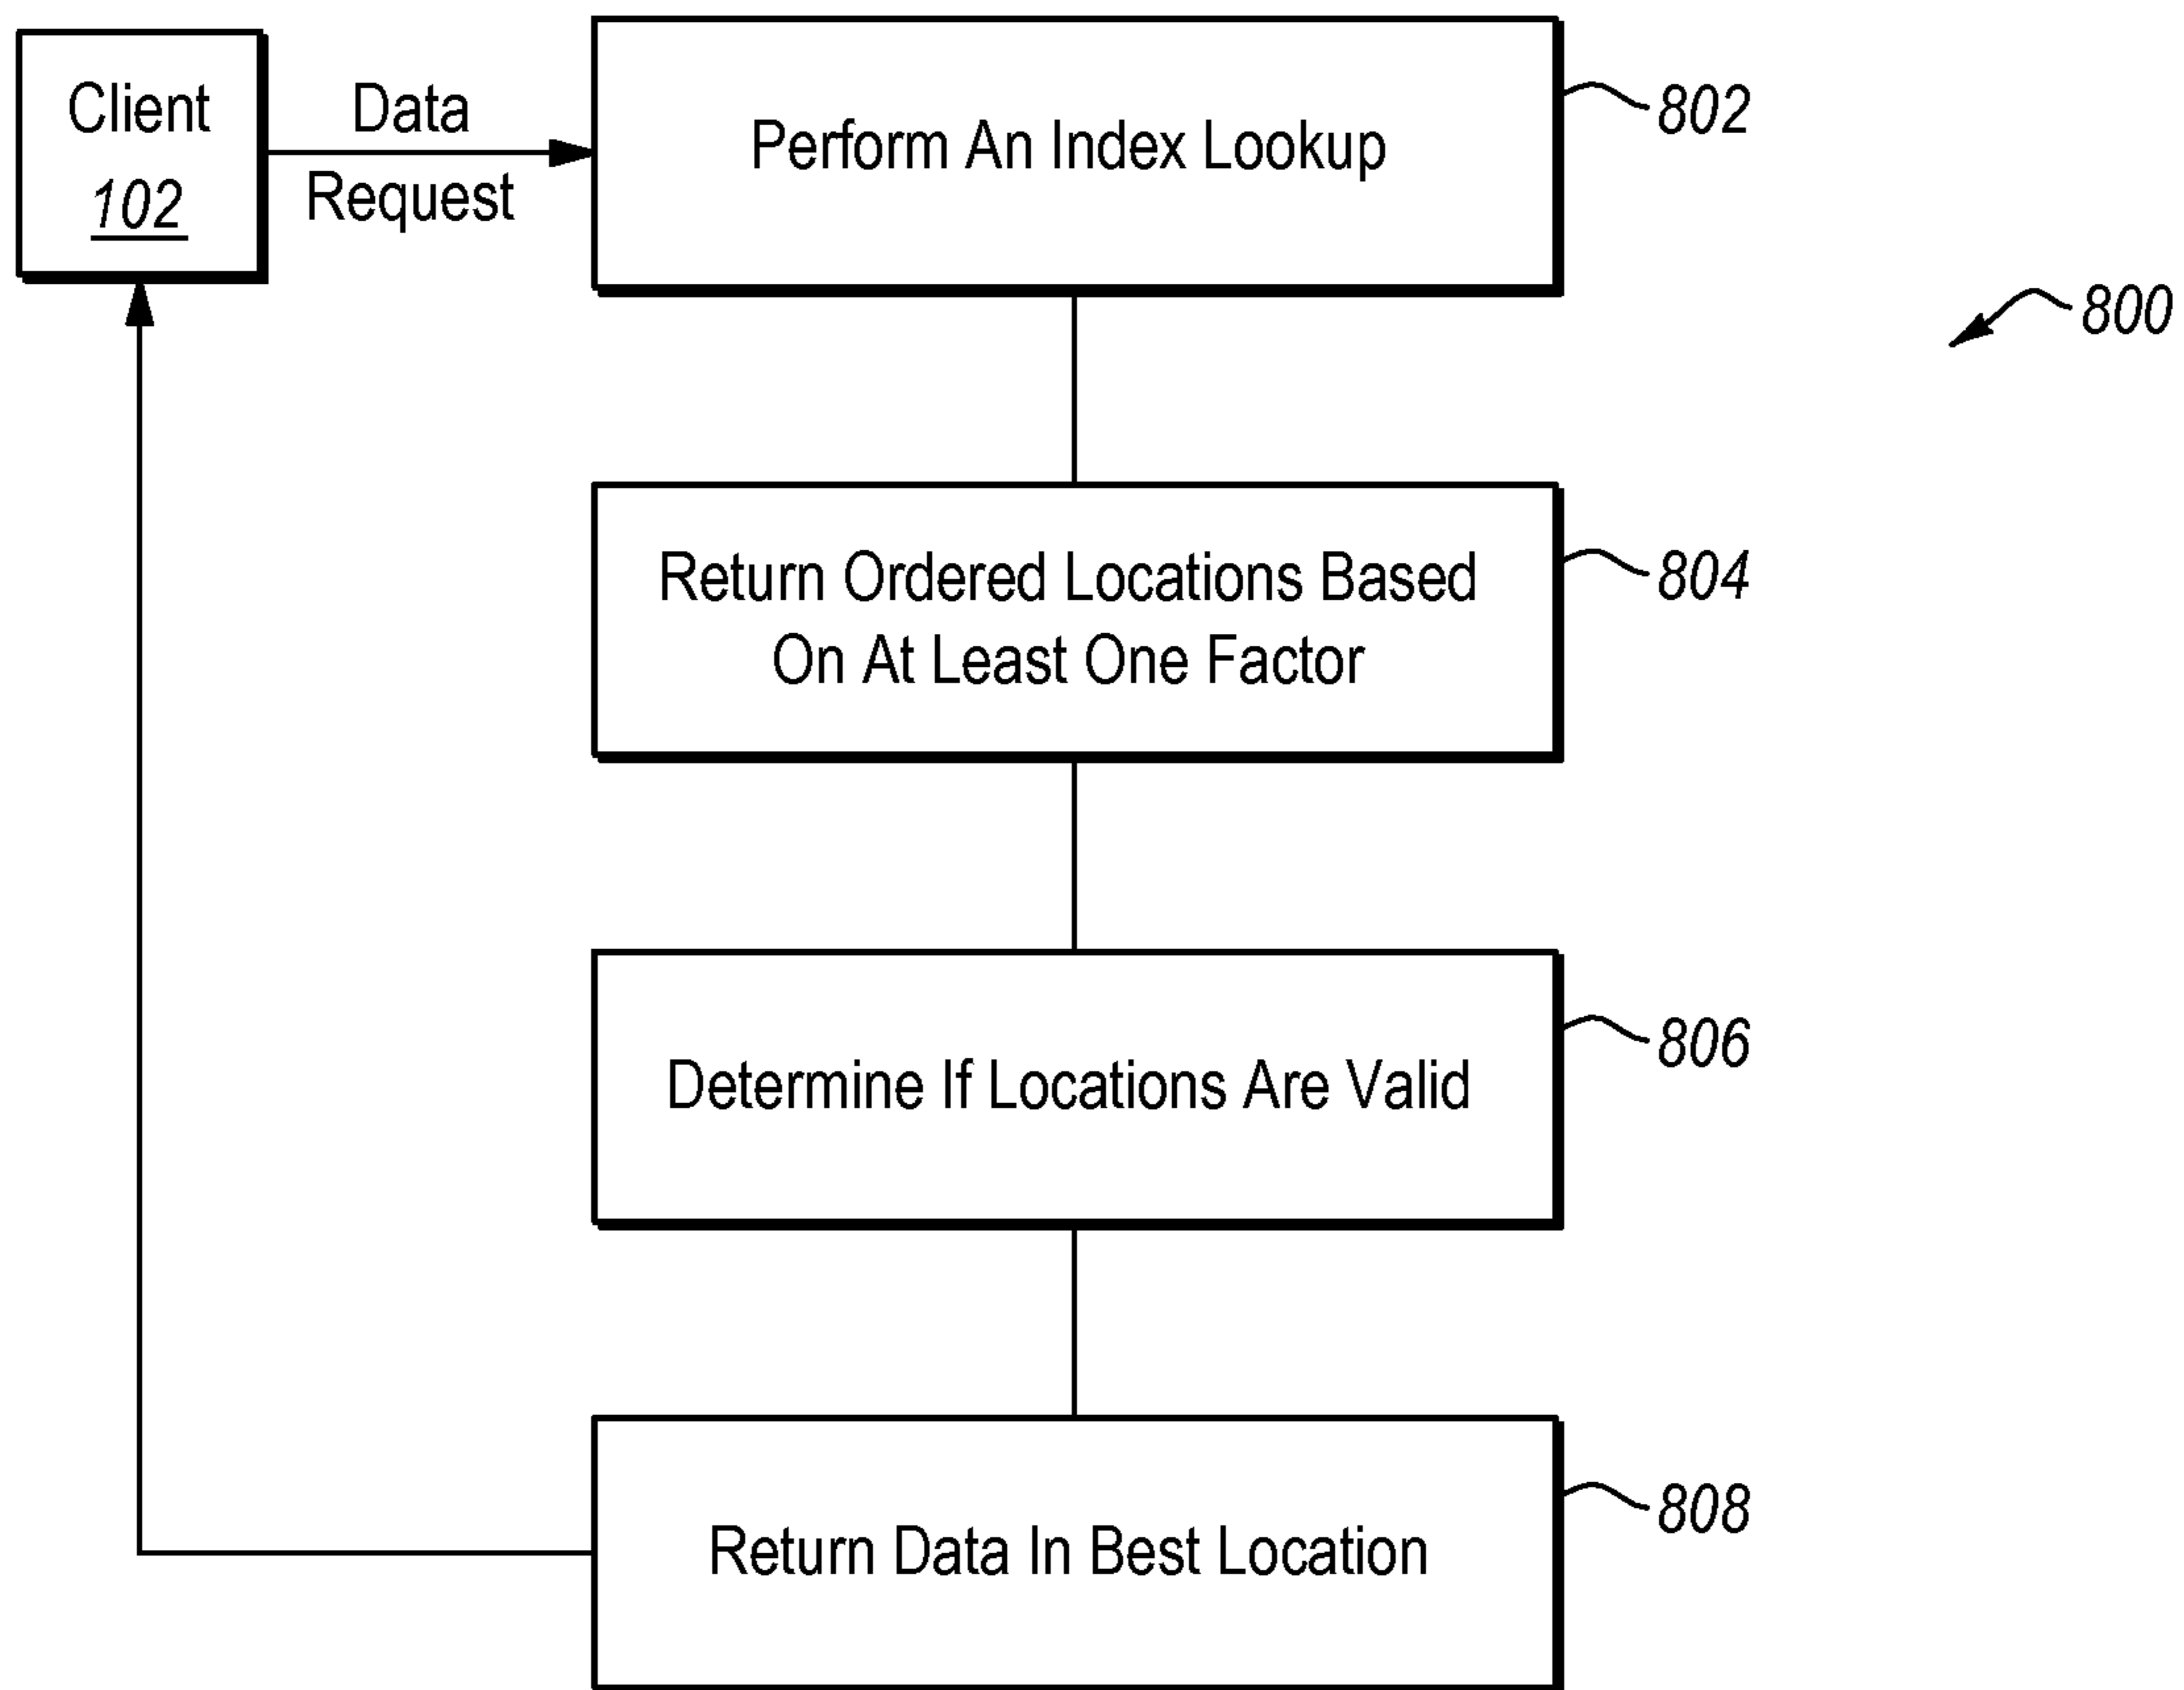 Client
102
Data
Request
Perform An Index Lookup
802
800
Return Ordered Locations Based
On At Least One Factor
804
Determine If Locations Are Valid
806
Return Data In Best Location
808